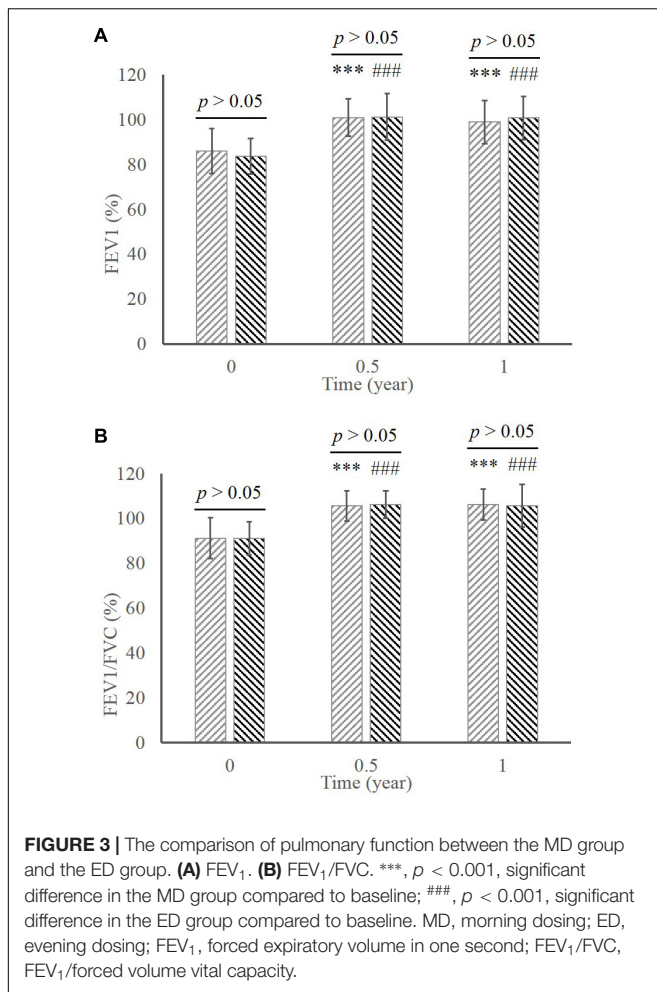 A
p > 0.05 p > 0.05
*** ### *** ###
p > 0.05
120
100
80
60
40
20
0
FEV1 (%)
0 0.5 1
Time (year)
B
p > 0.05 p > 0.05
*** ### *** ###
p > 0.05
120
100
80
60
40
20
0
FEV1/FVC (%)
0 0.5 1
Time (year)
FIGURE 3 | The comparison of pulmonary function between the MD group
and the ED group. (A) FEV₁. (B) FEV₁/FVC. ***, p < 0.001, significant
difference in the MD group compared to baseline; ###, p < 0.001, significant
difference in the ED group compared to baseline. MD, morning dosing; ED,
evening dosing; FEV₁, forced expiratory volume in one second; FEV₁/FVC,
FEV₁/forced volume vital capacity.